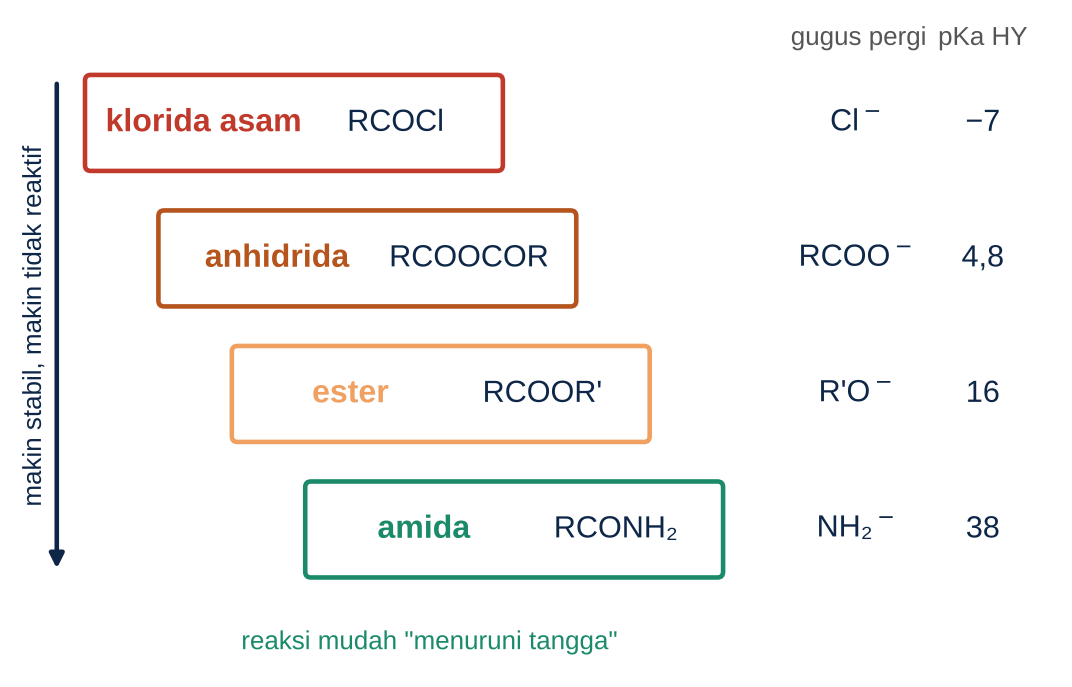 gugus pergi pKa HY
klorida asam RCOCl Cl⁻ −7
anhidrida RCOOCOR RCOO⁻ 4,8
ester RCOOR' R'O⁻ 16
amida RCONH₂ NH₂⁻ 38
makin stabil, makin tidak reaktif
reaksi mudah "menuruni tangga"